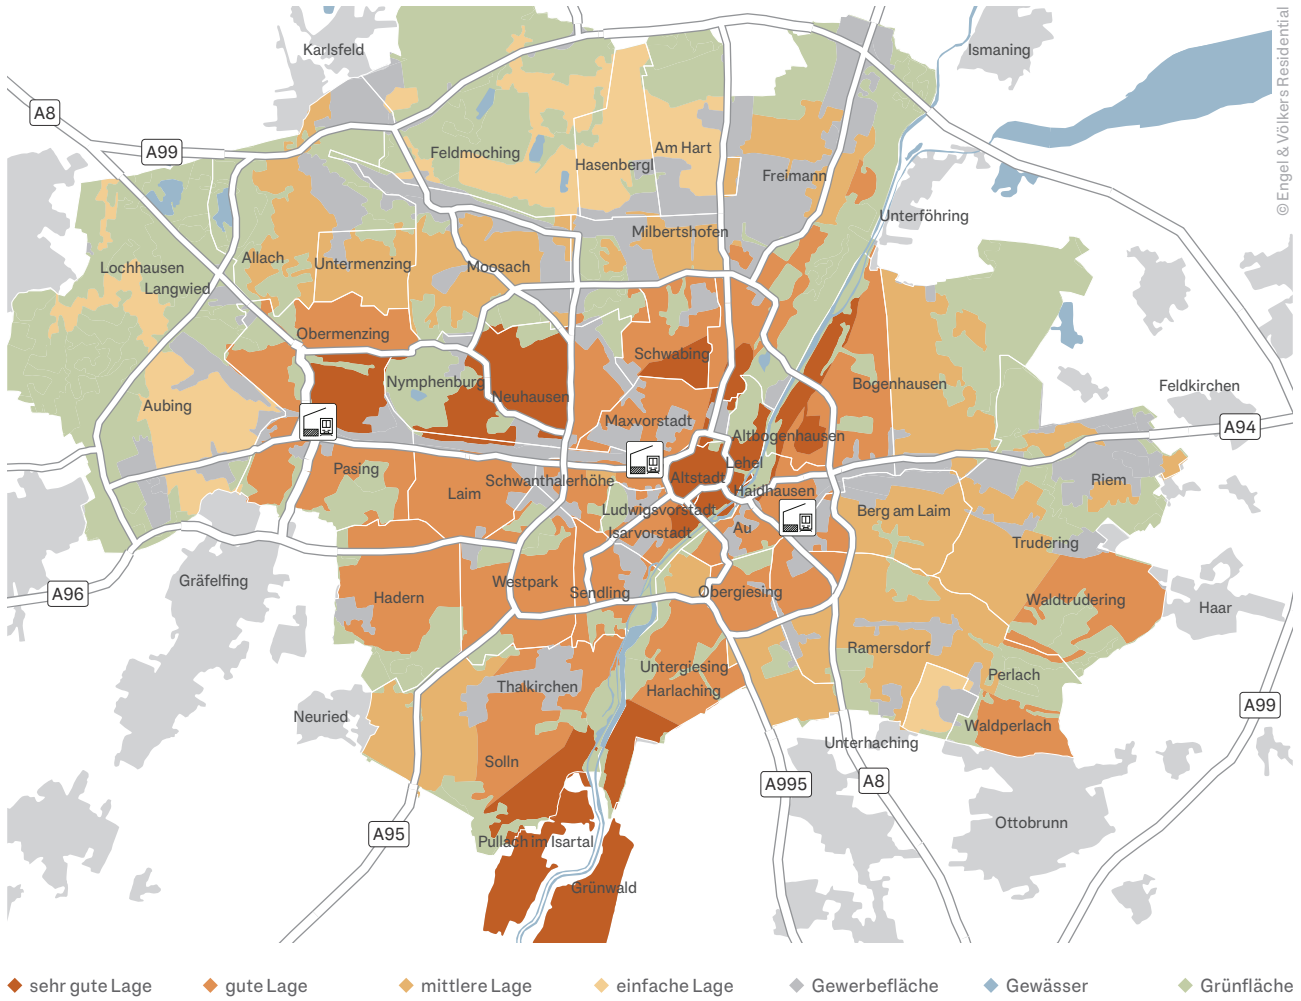 Karlsfeld
Ismaning
© Engel & Völkers Residential
A8
A99
Feldmoching
Hasenbergl
Am Hart
Freimann
Unterföhring
Milbertshofen
Lochhausen
Langwied
Allach
Untermenzing
Moosach
Obermenzing
Schwabing
Nymphenburg
Neuhausen
Bogenhausen
Feldkirchen
Aubing
Maxvorstadt
A94
Altbogenhausen
Pasing
Laim
Schwanthalerhöhe
Altstadt
Lehel
Haidhausen
Riem
Ludwigsvorstadt
Isarvorstadt
Au
Berg am Laim
Trudering
Gräfelfing
A96
Hadern
Westpark
Sendling
Obergiesing
Waldtrudering
Haar
Ramersdorf
Perlach
Untergiesing
Harlaching
Thalkirchen
Neuried
A99
Waldperlach
Unterhaching
Solln
A995
A8
A95
Ottobrunn
Pullach im Isartal
Grünwald
sehr gute Lage
gute Lage
mittlere Lage
einfache Lage
Gewerbefläche
Gewässer
Grünfläche